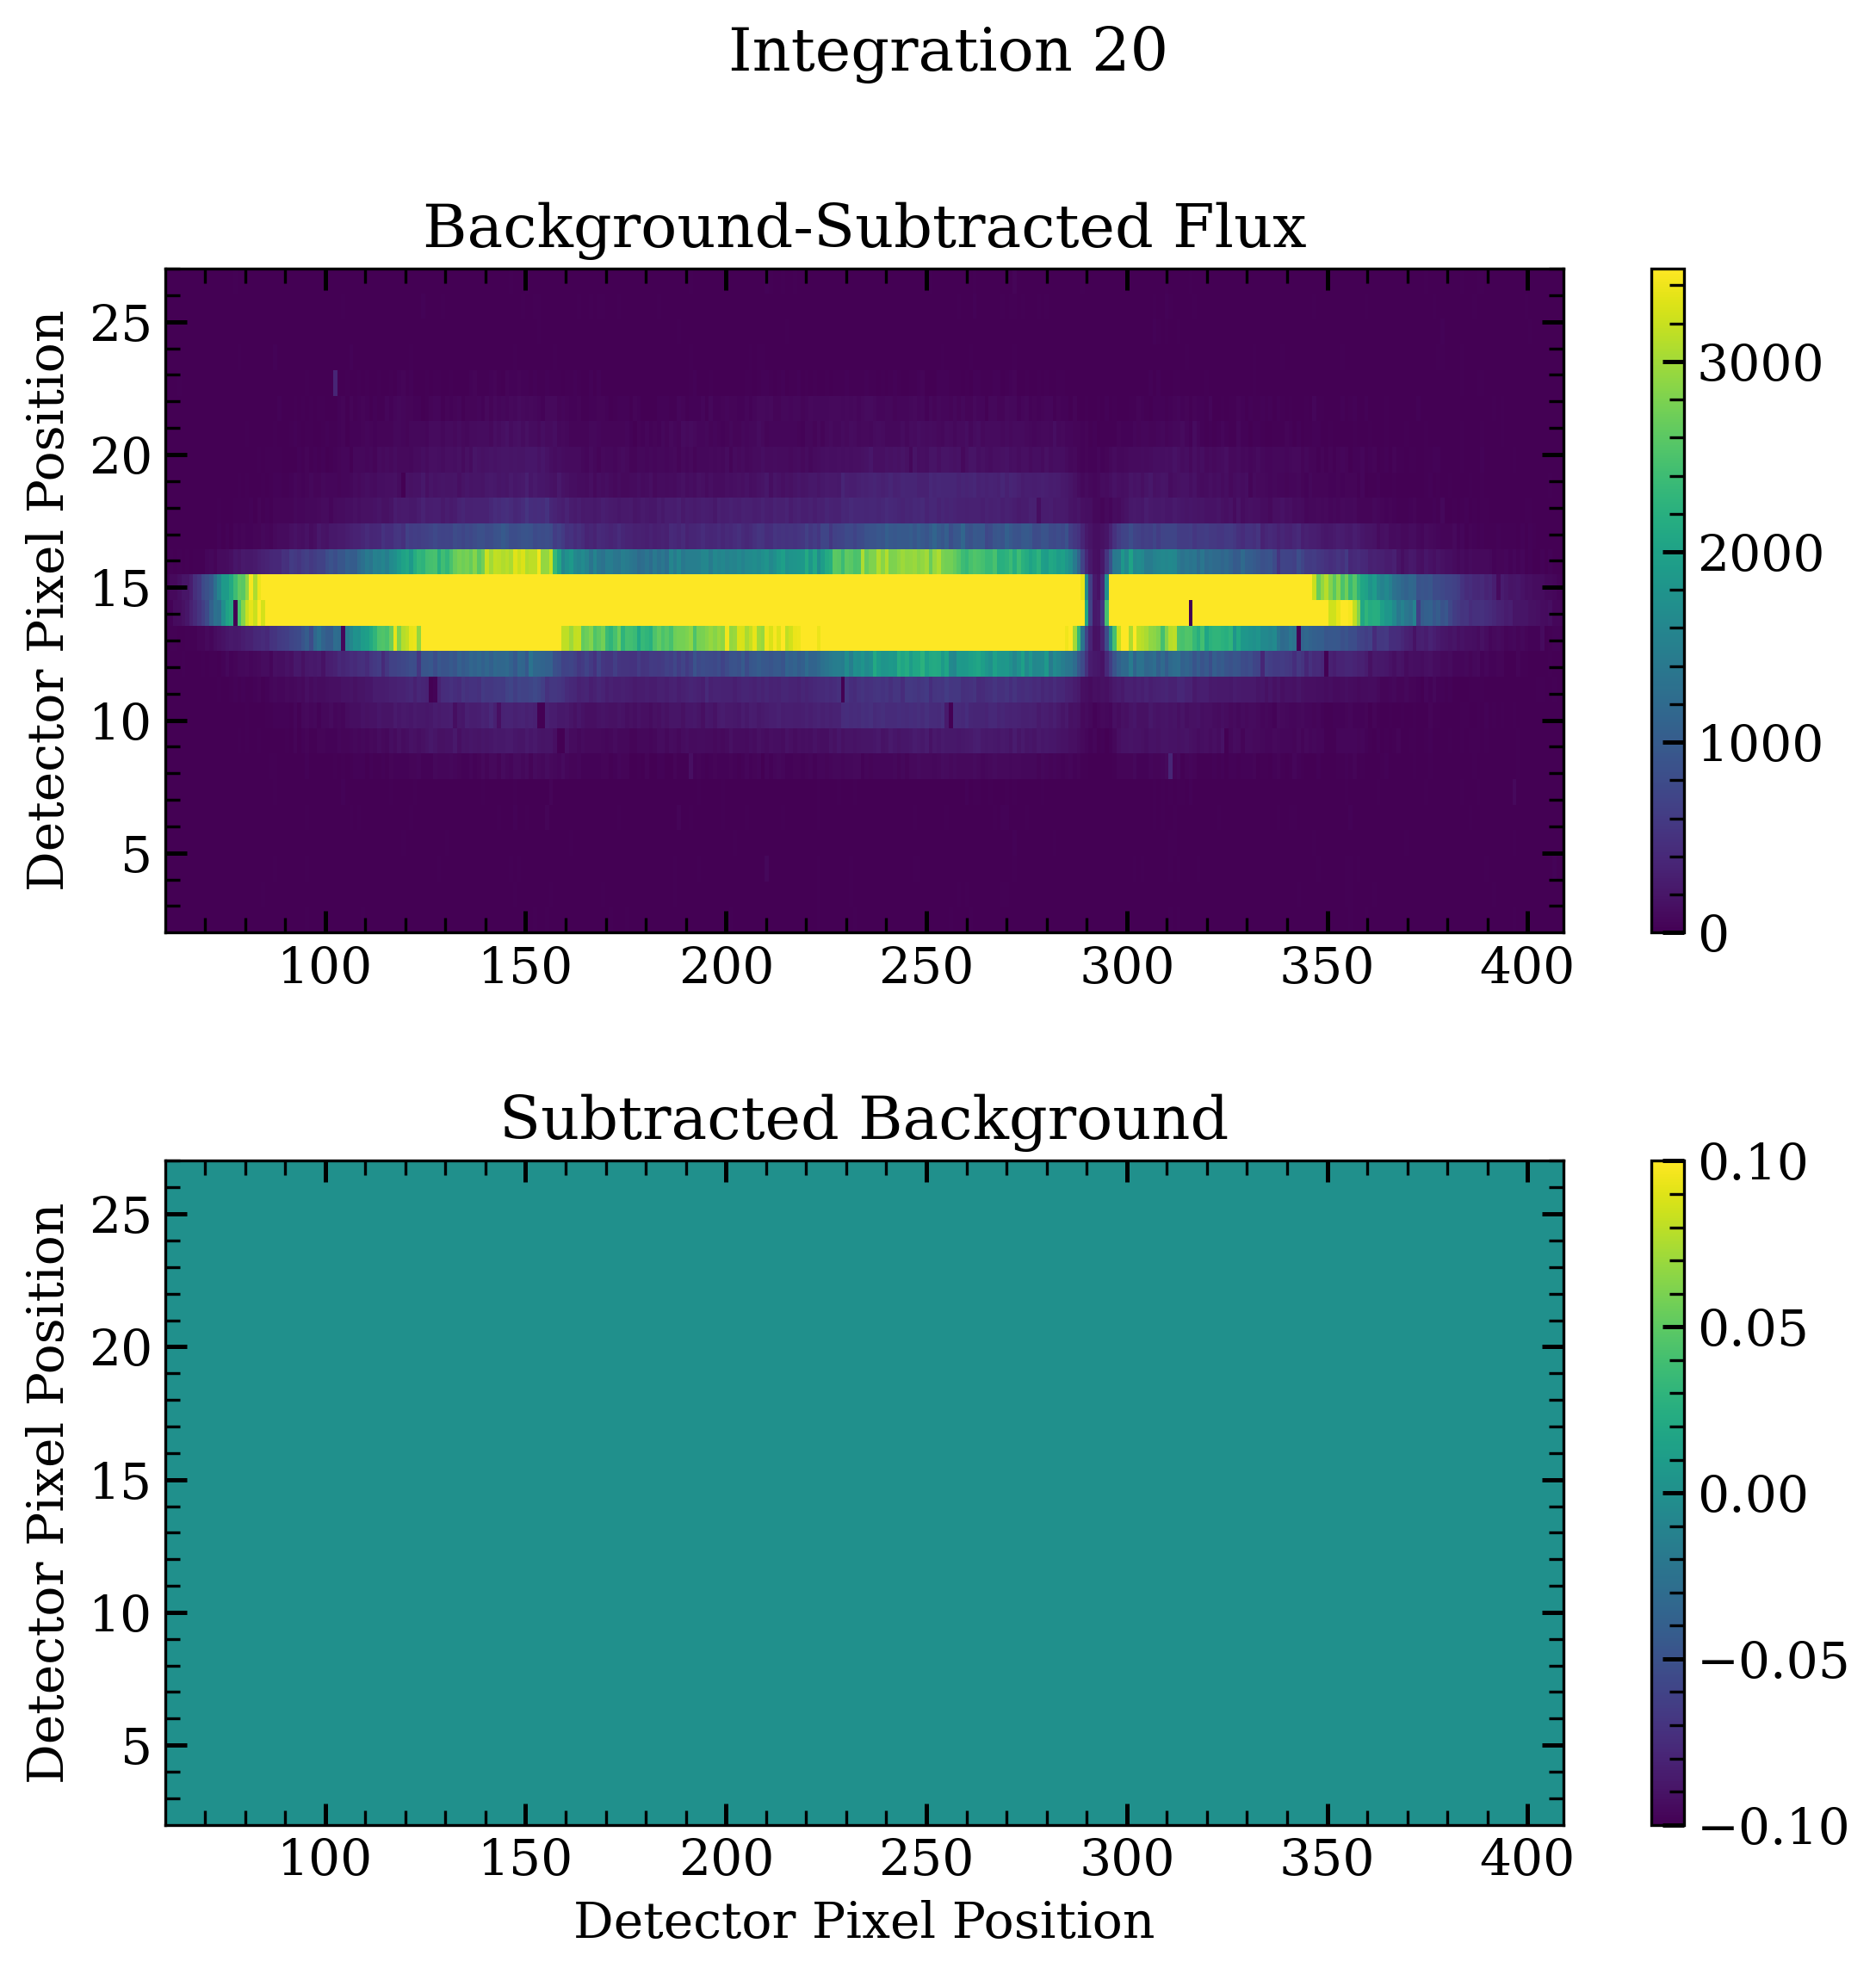 Integration 20
Background-Subtracted Flux
Detector Pixel Position
25
20
15
10
5
100 150 200 250 300 350 400
3000
2000
1000
0
Subtracted Background
Detector Pixel Position
25
20
15
10
5
100 150 200 250 300 350 400
Detector Pixel Position
0.10
0.05
0.00
−0.05
−0.10